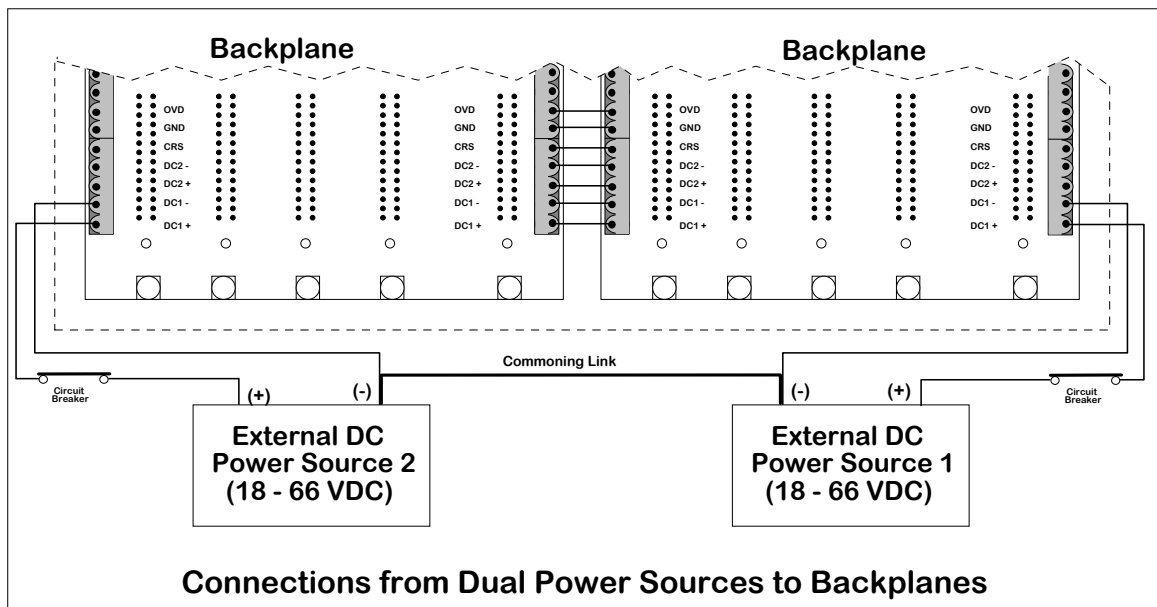 Backplane
Backplane
OVD
GND
CRS
DC2 -
DC2 +
DC1 -
DC1 +
OVD
GND
CRS
DC2 -
DC2 +
DC1 -
DC1 +
OVD
GND
CRS
DC2 -
DC2 +
DC1 -
DC1 +
OVD
GND
CRS
DC2 -
DC2 +
DC1 -
DC1 +
Commoning Link
Circuit
Breaker
(+)
(-)
(-)
(+)
Circuit
Breaker
External DC
Power Source 2
(18 - 66 VDC)
External DC
Power Source 1
(18 - 66 VDC)
Connections from Dual Power Sources to Backplanes